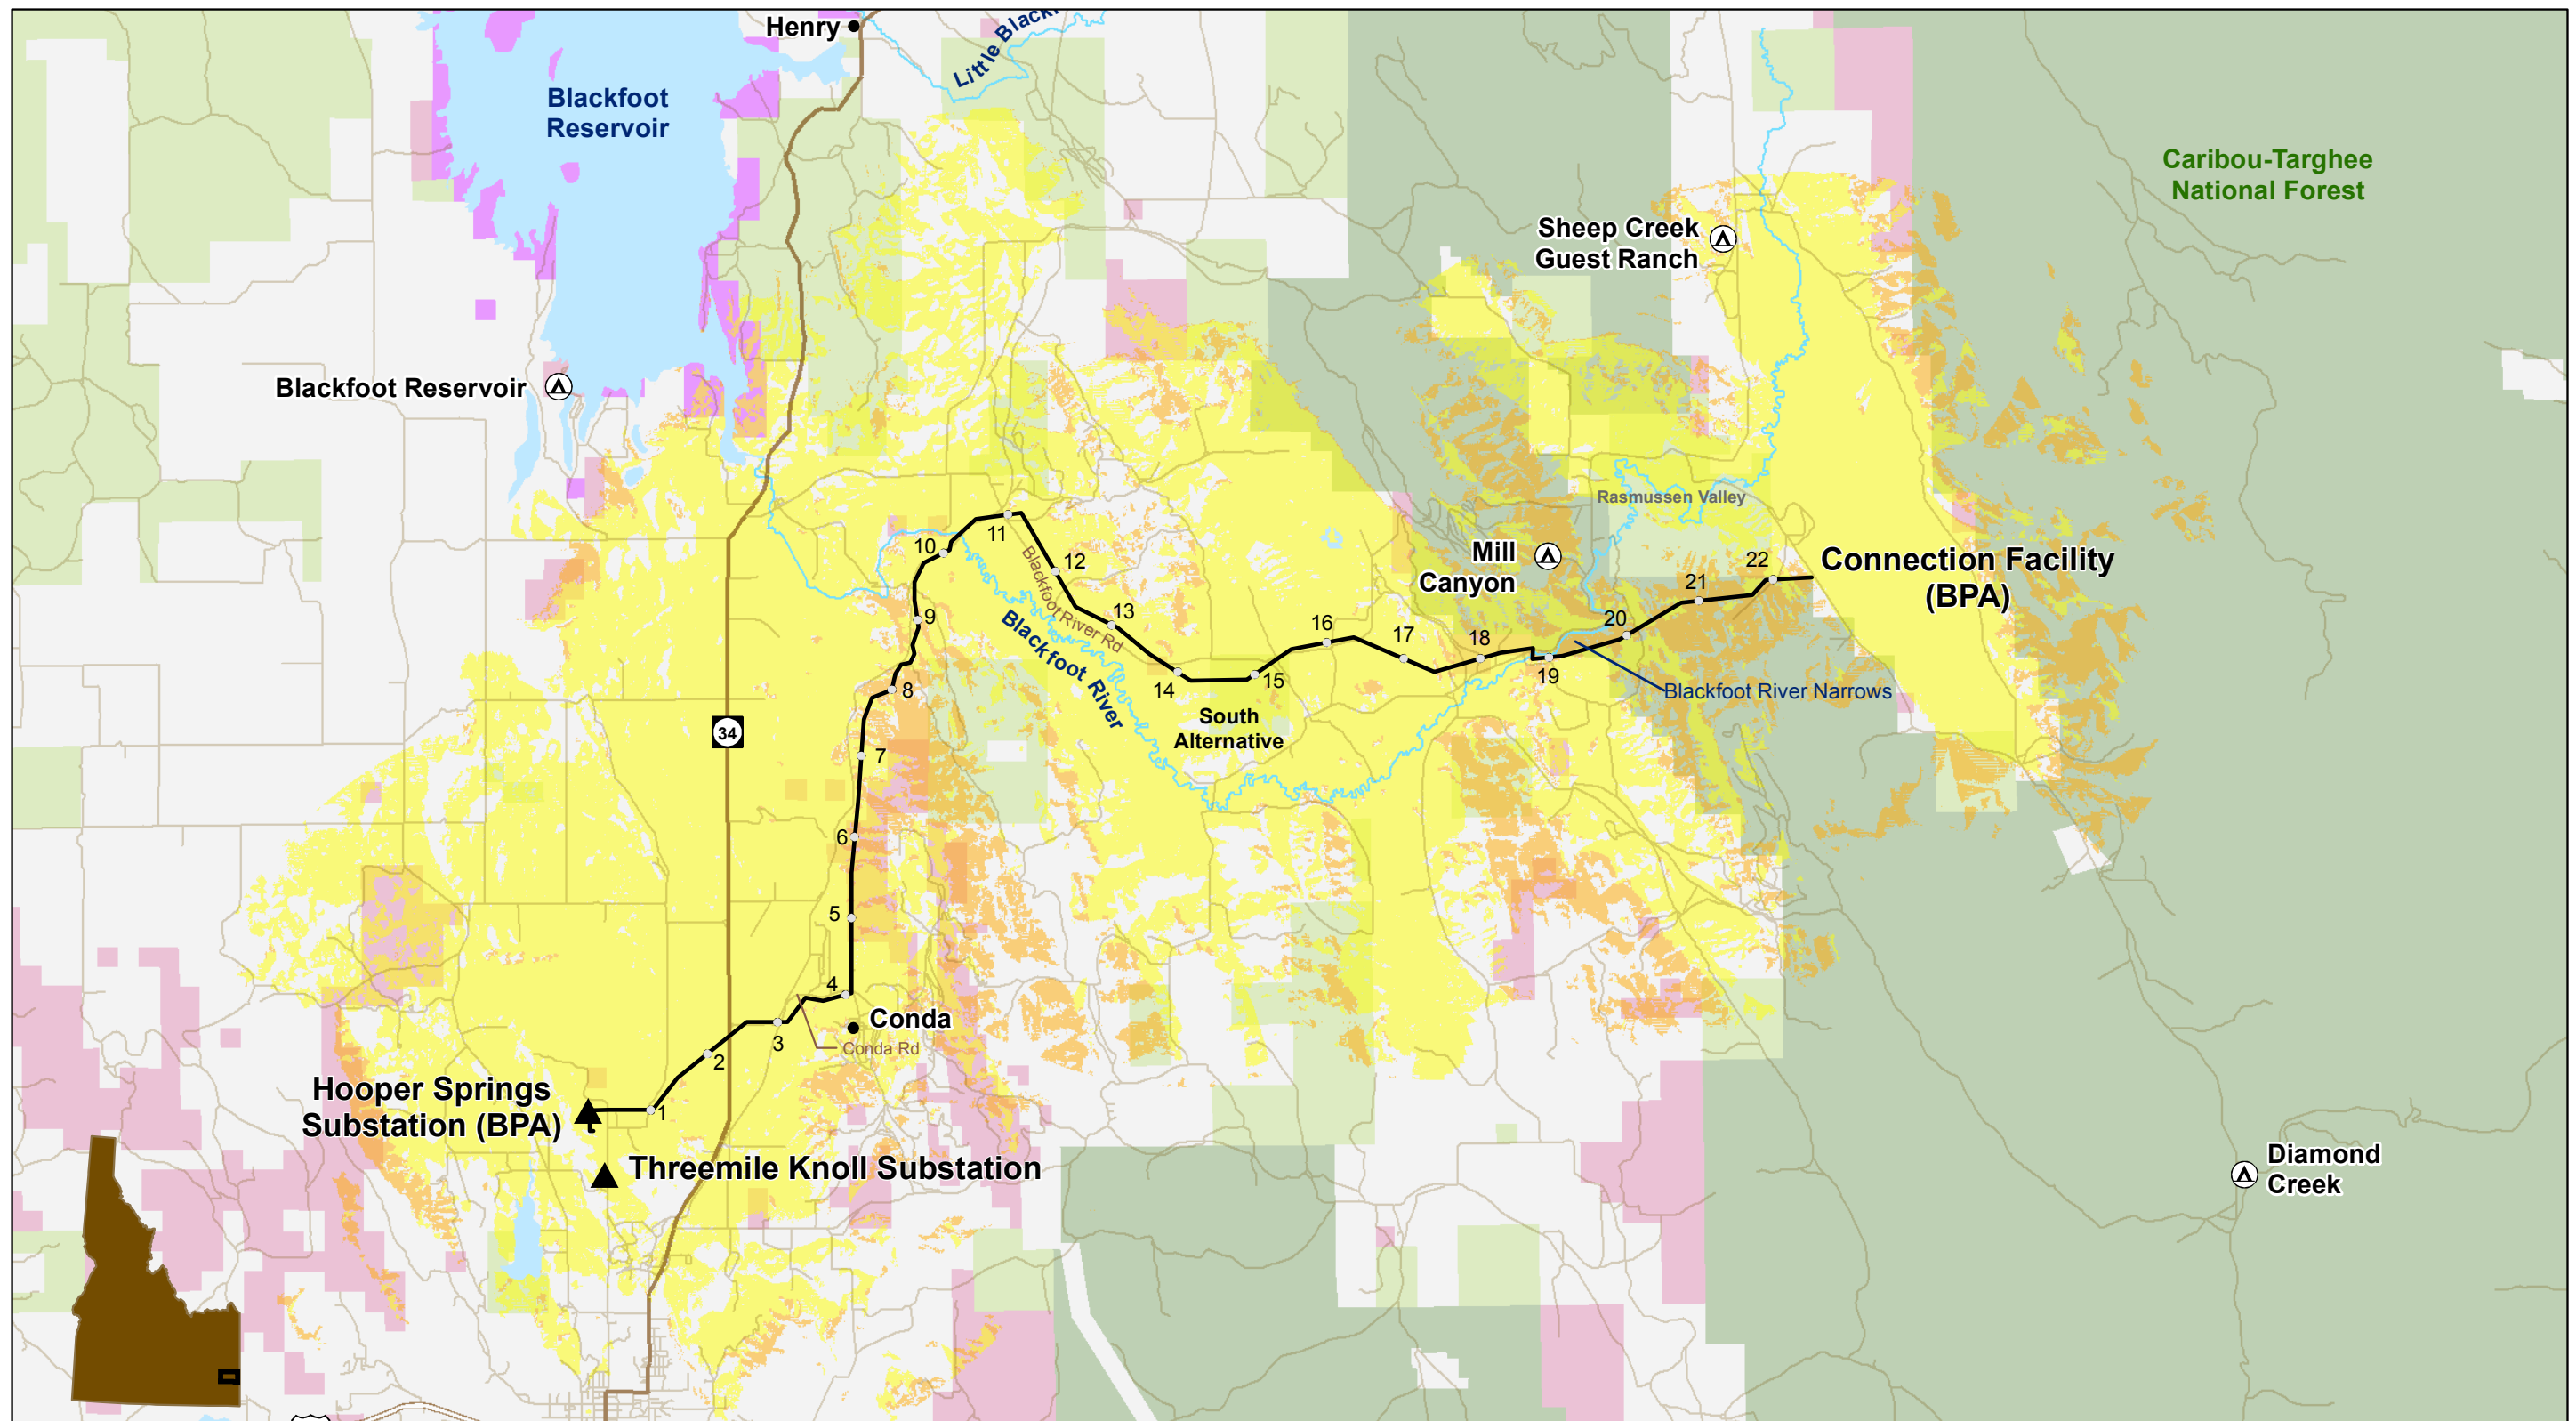 Henry
Little Blackf
Blackfoot
Reservoir
Caribou-Targhee
National Forest
Sheep Creek
Guest Ranch
Blackfoot Reservoir
Rasmussen Valley
11
10
12
Mill
Canyon
22
Connection Facility
(BPA)
21
Blackfoot River Rd
13
9
20
16
17
18
Blackfoot River
19
14
15
8
Blackfoot River Narrows
South
Alternative
34
7
6
5
4
Conda
3
Conda Rd
2
Hooper Springs
Substation (BPA)
1
Threemile Knoll Substation
Diamond
Creek